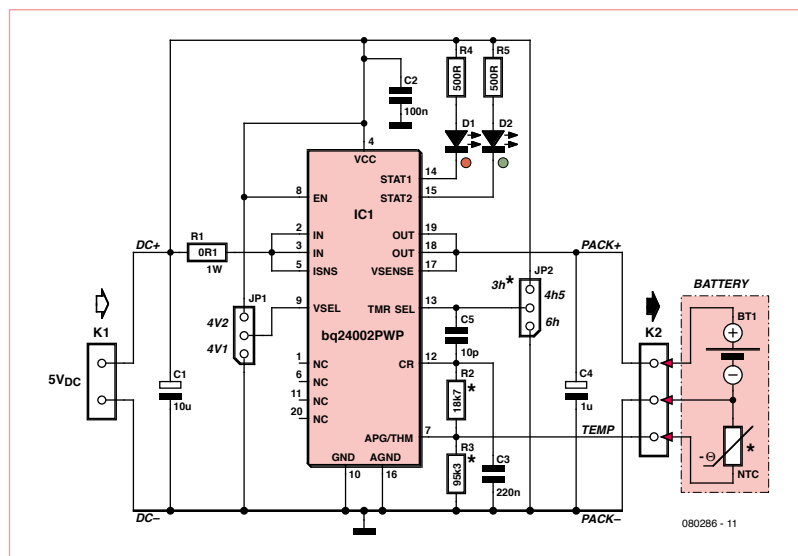 R4
R5
500R
500R
C2
100n
D1
D2
4
VCC
14
STAT1
15
STAT2
8
EN
IC1
R1
0R1
1W
DC+
2
IN
3
IN
5
ISNS
19
OUT
18
OUT
17
VSENSE
PACK+
JP1
4V2
4V1
9
VSEL
13
TMR SEL
JP2
3h*
4h5
6h
BATTERY
BT1
+
−
K1
5VDC
C1
10u
bq24002PWP
1
NC
6
NC
11
NC
20
NC
C5
10p
12
CR
R2
18k7
*
C4
1u
K2
7
APG/THM
TEMP
R3
95k3
*
C3
220n
-Θ
*
NTC
GND
AGND
10
16
DC−
PACK−
080286 - 11